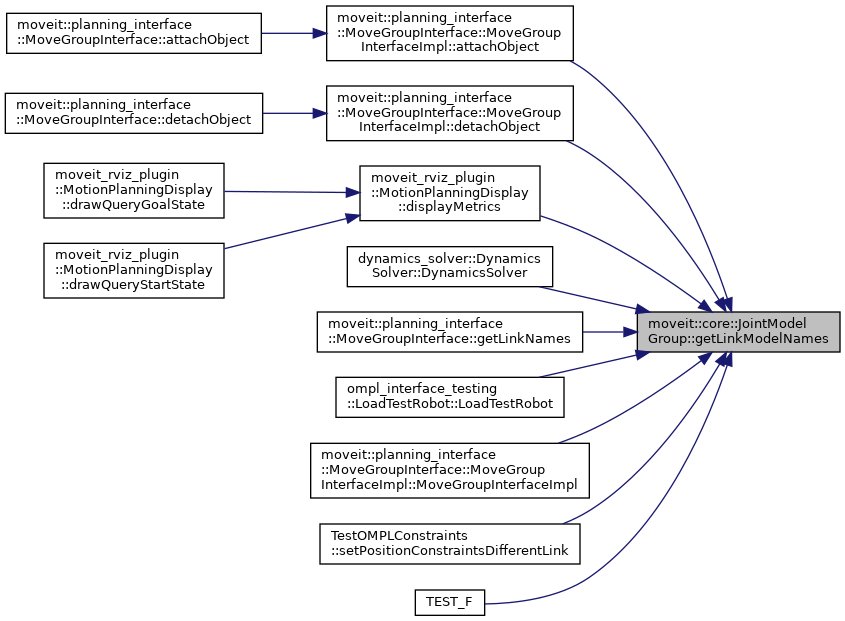 moveit::planning_interface
::MoveGroupInterface::attachObject
moveit::planning_interface
::MoveGroupInterface::MoveGroup
InterfaceImpl::attachObject
moveit::planning_interface
::MoveGroupInterface::detachObject
moveit::planning_interface
::MoveGroupInterface::MoveGroup
InterfaceImpl::detachObject
moveit_rviz_plugin
::MotionPlanningDisplay
::drawQueryGoalState
moveit_rviz_plugin
::MotionPlanningDisplay
::displayMetrics
moveit_rviz_plugin
::MotionPlanningDisplay
::drawQueryStartState
dynamics_solver::Dynamics
Solver::DynamicsSolver
moveit::planning_interface
::MoveGroupInterface::getLinkNames
moveit::core::JointModel
Group::getLinkModelNames
ompl_interface_testing
::LoadTestRobot::LoadTestRobot
moveit::planning_interface
::MoveGroupInterface::MoveGroup
InterfaceImpl::MoveGroupInterfaceImpl
TestOMPLConstraints
::setPositionConstraintsDifferentLink
TEST_F